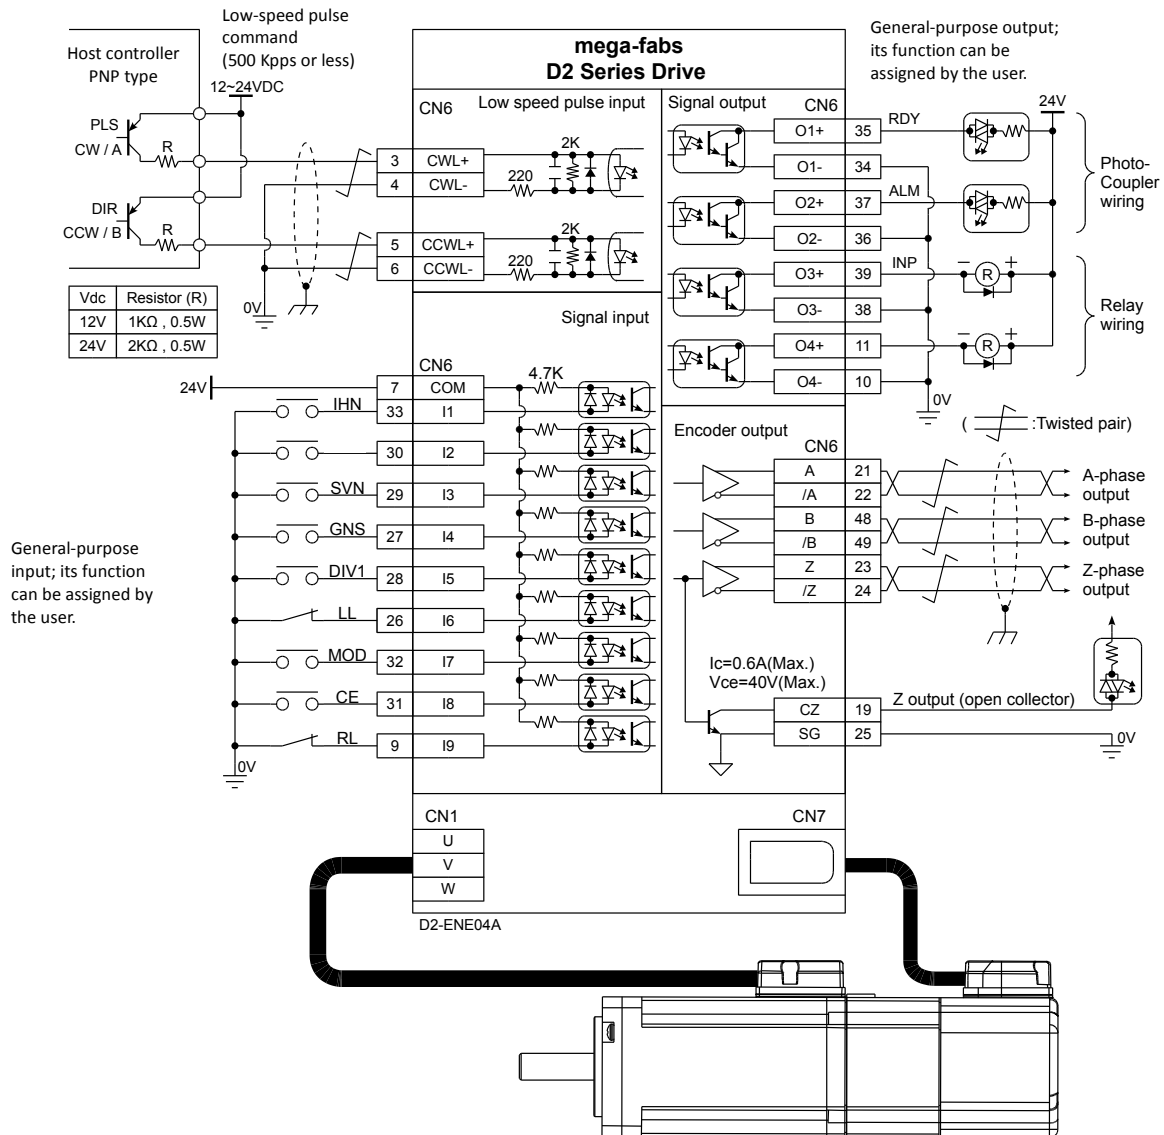 Low-speed pulse
command
(500 Kpps or less)
Host controller
PNP type
12~24VDC
PLS
CW / A
R
DIR
CCW / B
R
Vdc Resistor (R)
12V 1KΩ , 0.5W
24V 2KΩ , 0.5W
0V
mega-fabs
D2 Series Drive
CN6 Low speed pulse input
3 CWL+
4 CWL-
2K
220
5 CCWL+
6 CCWL-
2K
220
Signal output CN6
O1+ 35 RDY
O1- 34
O2+ 37 ALM
O2- 36
O3+ 39 INP
O3- 38
O4+ 11
O4- 10
General-purpose output;
its function can be
assigned by the user.
24V
Photo-
Coupler
wiring
− R +
− R +
Relay
wiring
0V
( :Twisted pair)
Signal input
CN6
24V 7 COM
4.7K
IHN 33 I1
30 I2
SVN 29 I3
GNS 27 I4
DIV1 28 I5
LL 26 I6
MOD 32 I7
CE 31 I8
RL 9 I9
0V
General-purpose
input; its function
can be assigned by
the user.
Encoder output
CN6
A 21
/A 22
B 48
/B 49
Z 23
/Z 24
A-phase
output
B-phase
output
Z-phase
output
Ic=0.6A(Max.)
Vce=40V(Max.)
CZ 19 Z output (open collector)
SG 25
0V
CN1
U
V
W
CN7
D2-ENE04A